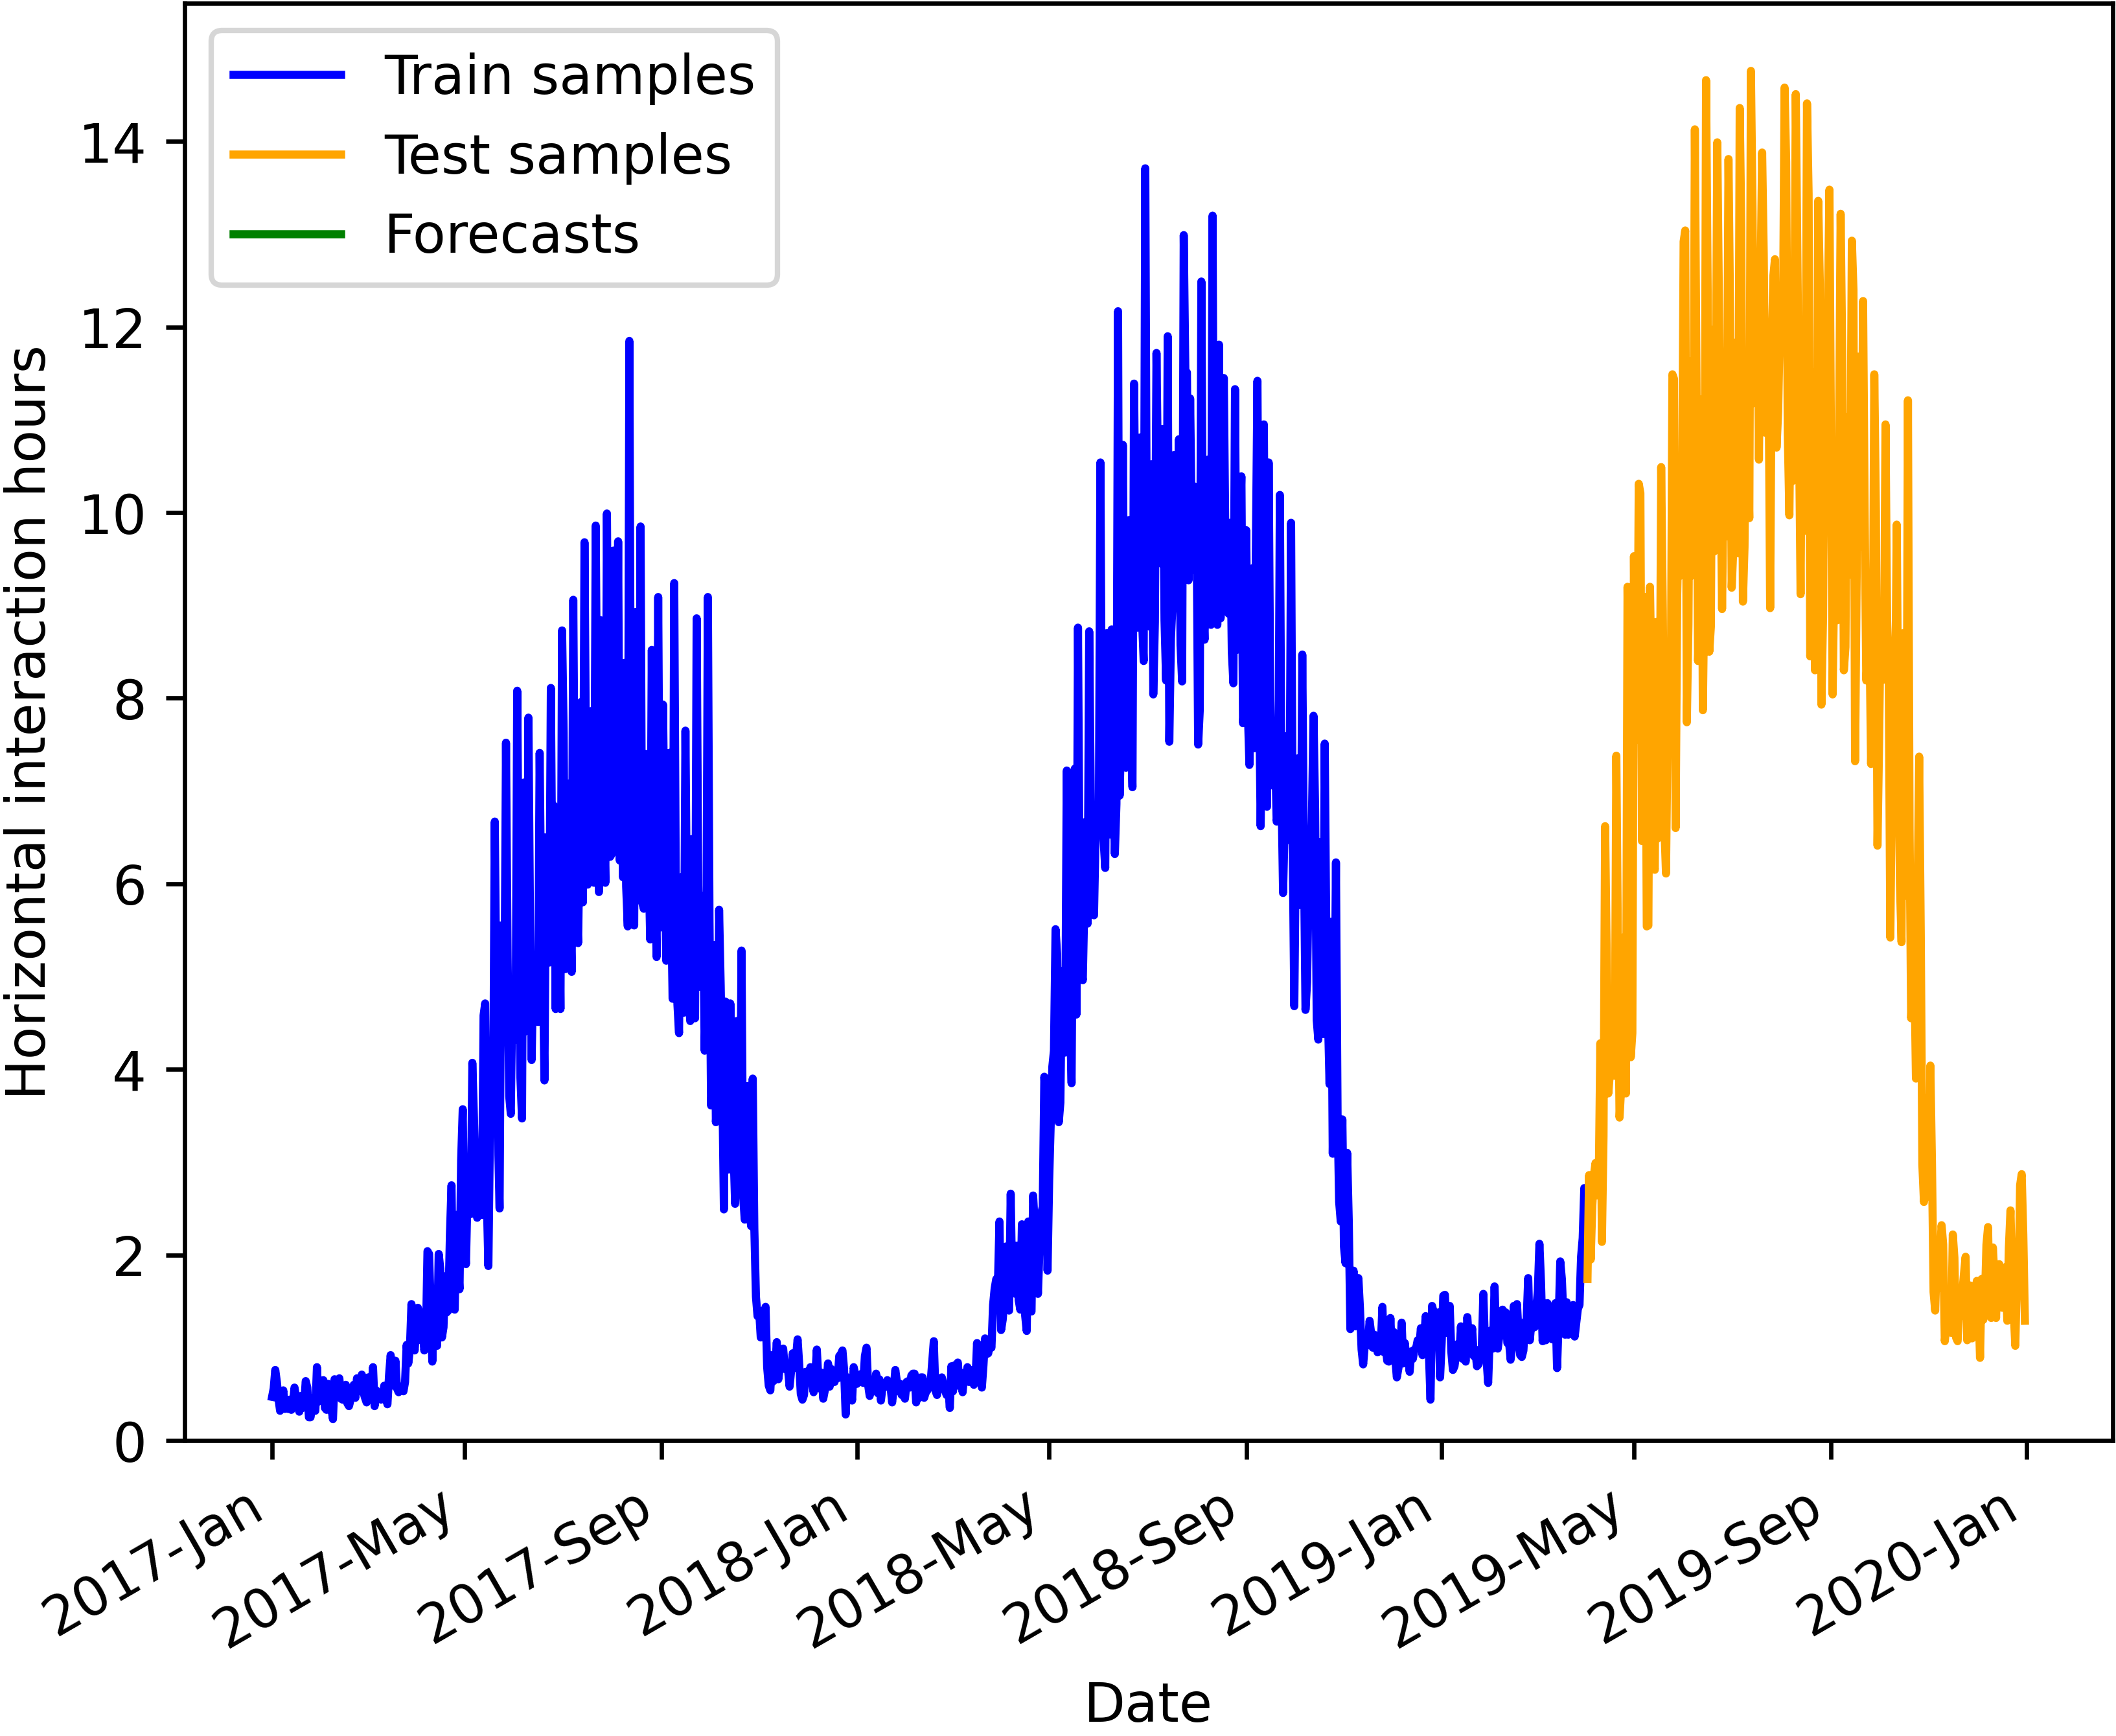 Train samples
Test samples
Forecasts
Horizontal interaction hours
14
12
10
8
6
4
2
0
2017-Jan
2017-May
2017-Sep
2018-Jan
2018-May
2018-Sep
2019-Jan
2019-May
2019-Sep
2020-Jan
Date